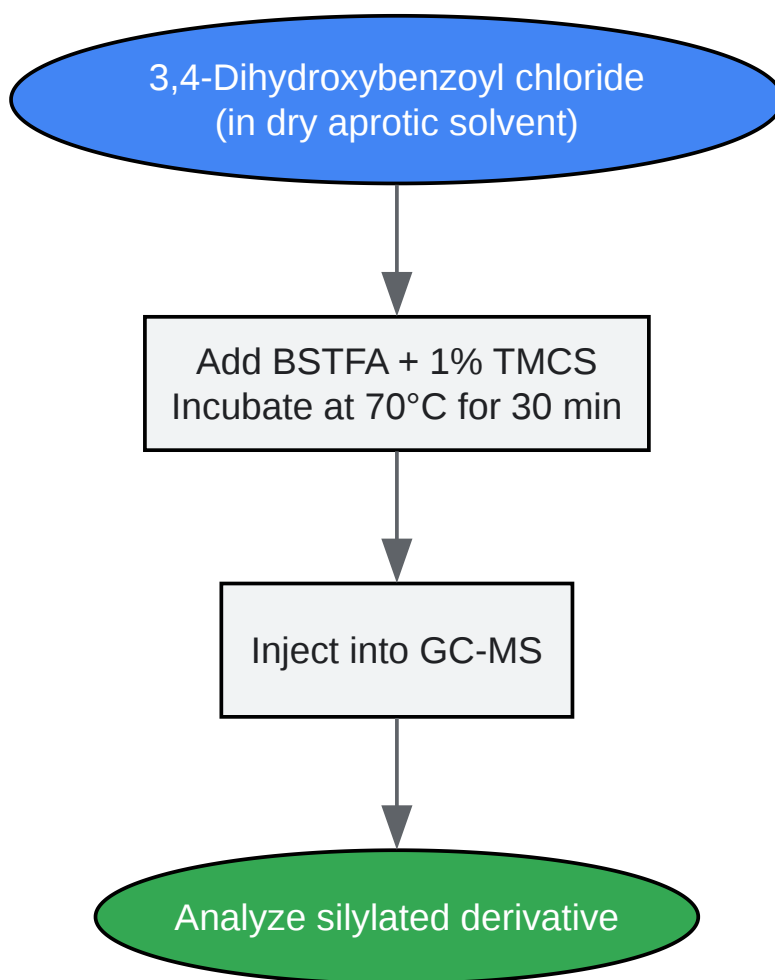 3,4-Dihydroxybenzoyl chloride
(in dry aprotic solvent)
Add BSTFA + 1% TMCS
Incubate at 70°C for 30 min
Inject into GC-MS
Analyze silylated derivative